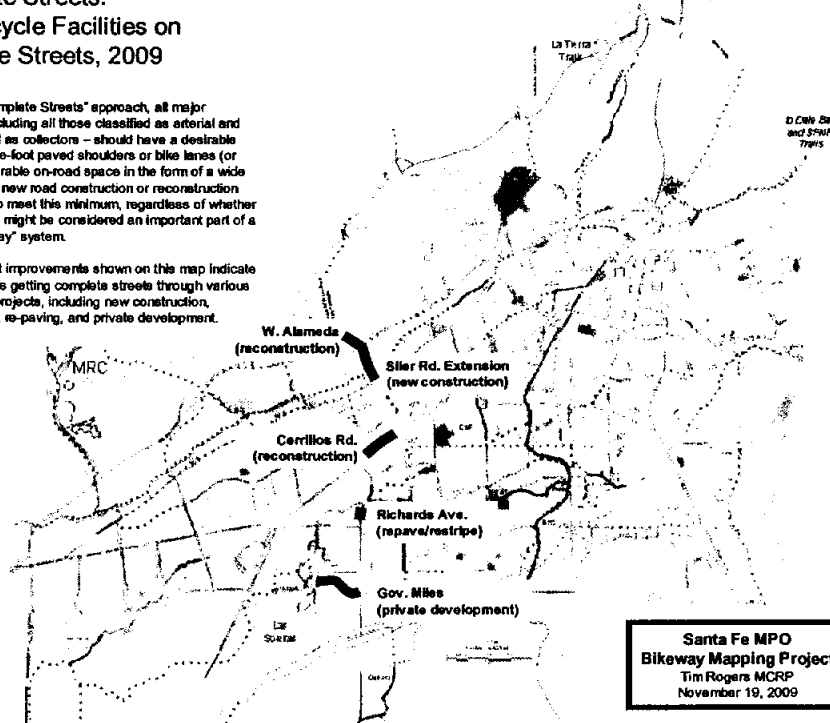 Streets:
cycle Facilities on
e Streets, 2009
mplete Streets" approach, all major
cluding all those classified as arterial and
d as collectors – should have a desirable
e-foot paved shoulders or bike lanes (or
rable on-road space in the form of a wide
new road construction or reconstruction
o meet this minimum, regardless of whether
might be considered an important part of a
ay" system.
t improvements shown on this map indicate
s getting complete streets through various
rojects, including new construction,
re-paving, and private development.
La Tierra
Trails
to Dale Ba
Trails
W. Alameda
(reconstruction)
Siler Rd. Extension
(new construction)
MRC
Cerrillos Rd.
(reconstruction)
Richards Ave.
(repave/restripe)
Gov. Miles
(private development)
Las
Soleras
Santa Fe MPO
Bikeway Mapping Project
Tim Rogers MCRP
November 19, 2009